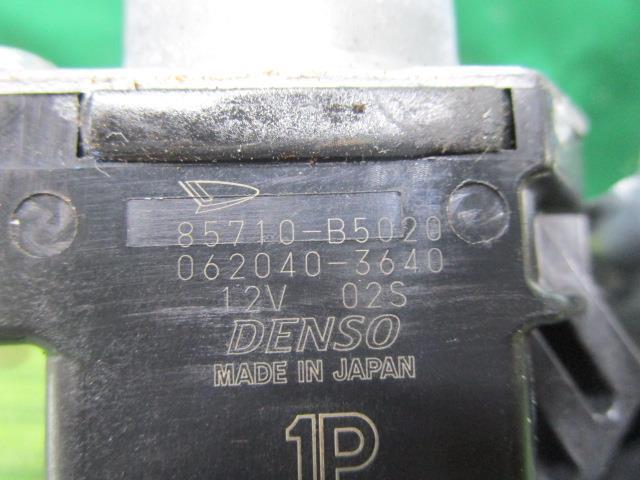 85710-B5020
062040-3640
12V 02S
DENSO
MADE IN JAPAN
1P